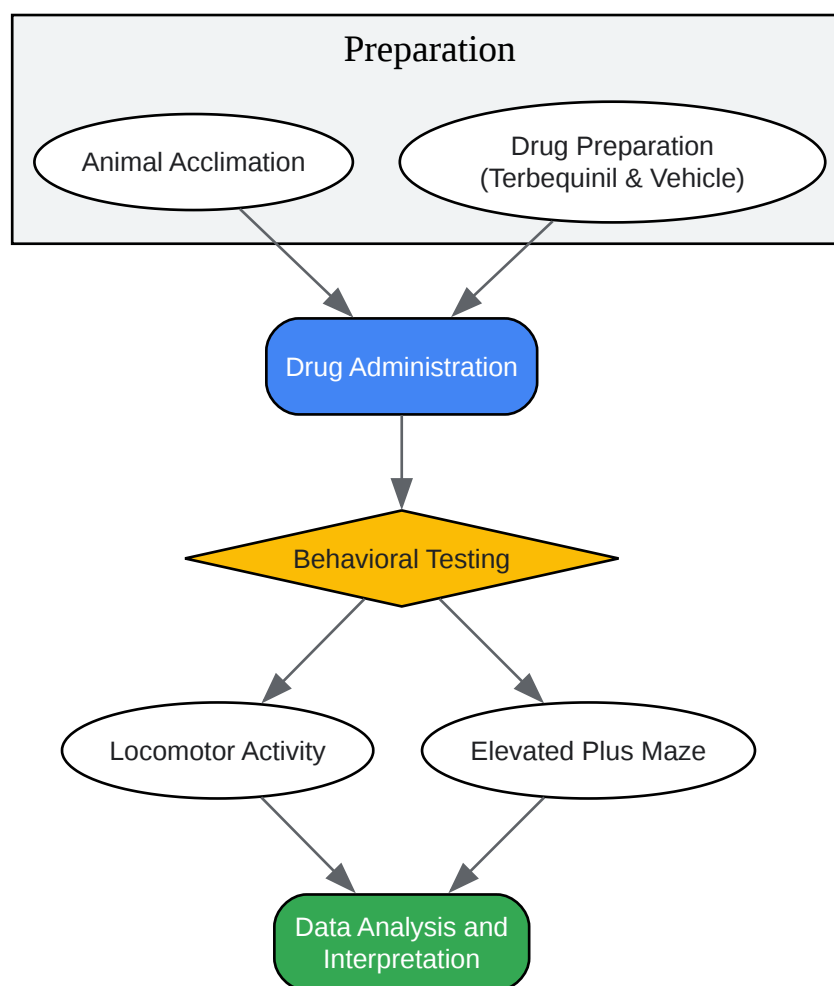 Preparation
Animal Acclimation
Drug Preparation
(Terbequinil & Vehicle)
Drug Administration
Behavioral Testing
Locomotor Activity
Elevated Plus Maze
Data Analysis and
Interpretation